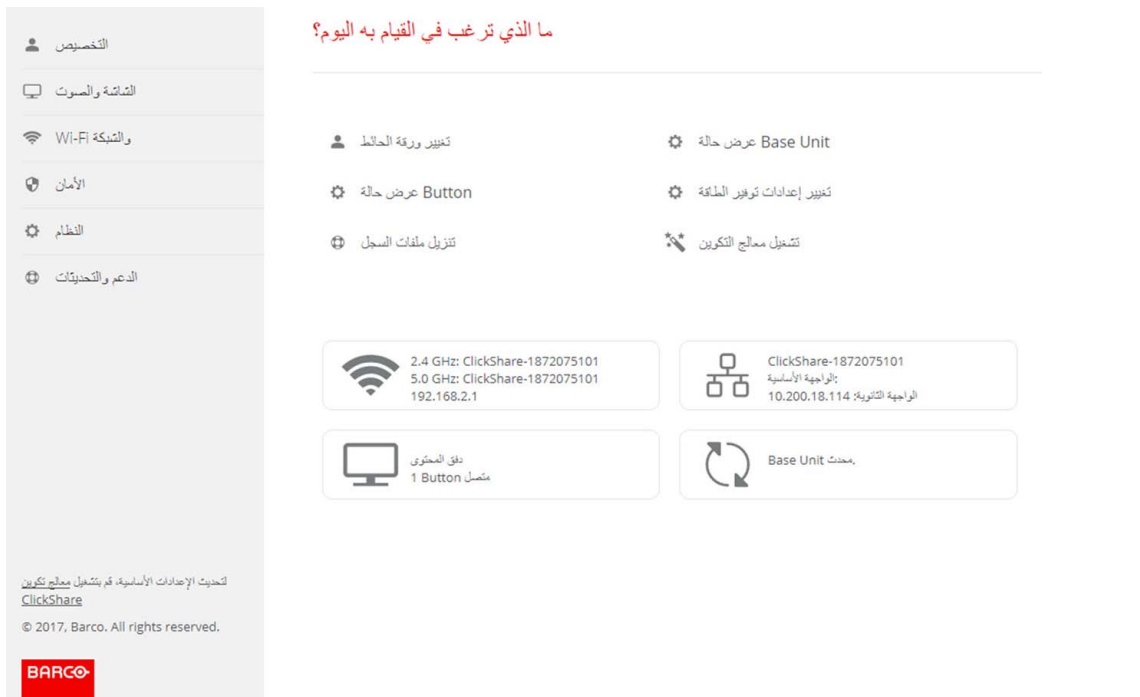 التخصيص
الشاشة والصوت
Wi-Fi والشبكة
الأمان
النظام
الدعم والتحديثات
لتحديث الإعدادات الأساسية، قم بتشغيل معالج تكوين
ClickShare
© 2017, Barco. All rights reserved.
BARCO
ما الذي ترغب في القيام به اليوم؟
تغيير ورقة الحائط
عرض حالة Base Unit
عرض حالة Button
تغيير إعدادات توفير الطاقة
تنزيل ملفات السجل
تشغيل معالج التكوين
2.4 GHz: ClickShare-1872075101
5.0 GHz: ClickShare-1872075101
192.168.2.1
ClickShare-1872075101
الواجهة الأساسية:
الواجهة الثانوية: 10.200.18.114
دفق المحتوى
1 Button متصل
Base Unit محدث.